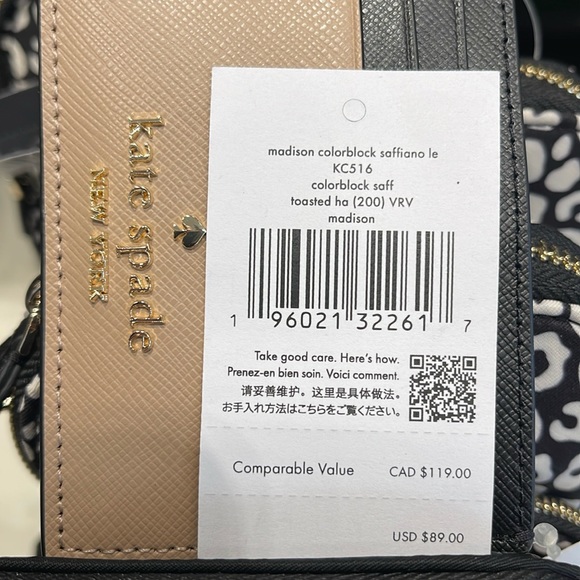 kate spade
NEW YORK
madison colorblock saffiano le
KC516
colorblock saff
toasted ha (200) VRV
madison
1 96021 32261 7
Take good care. Here's how.
Prenez-en bien soin. Voici comment.
请妥善维护。这里是具体做法。
お手入れ方法はこちらをご覧ください。
Comparable Value CAD $119.00
USD $89.00